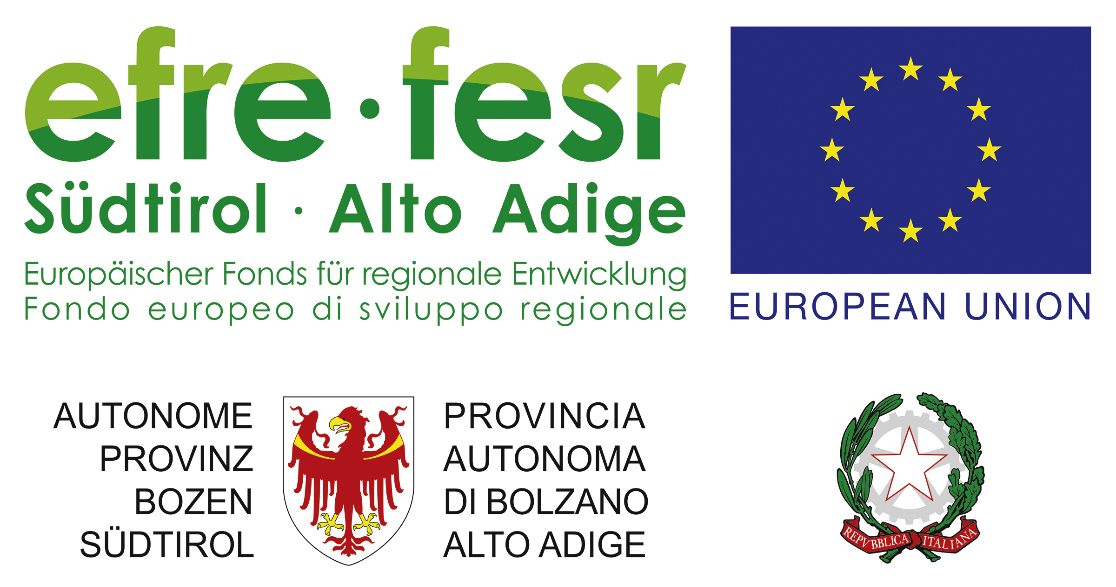 efre·fesr
Südtirol · Alto Adige
Europäischer Fonds für regionale Entwicklung
Fondo europeo di sviluppo regionale
EUROPEAN UNION
AUTONOME
PROVINZ
BOZEN
SÜDTIROL
PROVINCIA
AUTONOMA
DI BOLZANO
ALTO ADIGE
REPVBBLICA ITALIANA